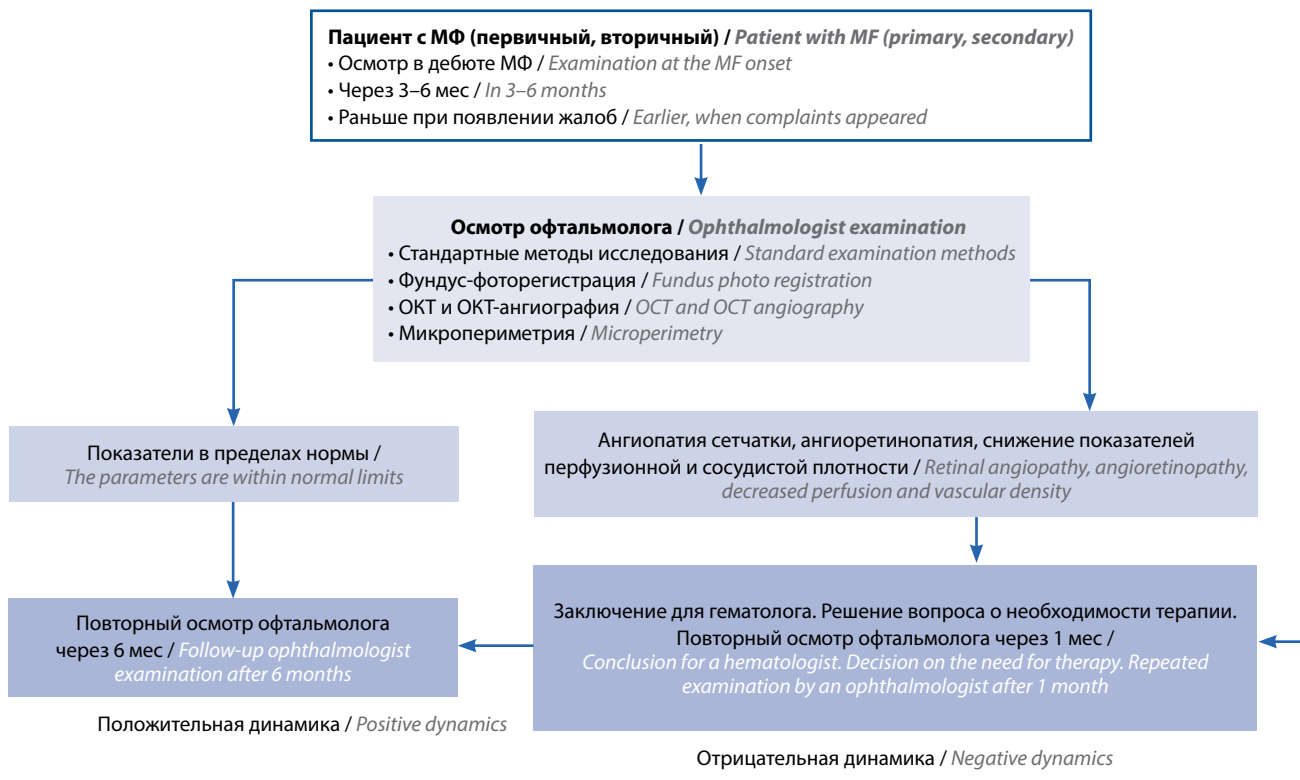 Пациент с МФ (первичный, вторичный) / Patient with MF (primary, secondary)
• Осмотр в дебюте МФ / Examination at the MF onset
• Через 3–6 мес / In 3–6 months
• Раньше при появлении жалоб / Earlier, when complaints appeared
Осмотр офтальмолога / Ophthalmologist examination
• Стандартные методы исследования / Standard examination methods
• Фундус-фоторегистрация / Fundus photo registration
• ОКТ и ОКТ-ангиография / OCT and OCT angiography
• Микропериметрия / Microperimetry
Показатели в пределах нормы /
The parameters are within normal limits
Ангиопатия сетчатки, ангиоретинопатия, снижение показателей
перфузионной и сосудистой плотности / Retinal angiopathy, angioretinopathy,
decreased perfusion and vascular density
Повторный осмотр офтальмолога
через 6 мес / Follow-up ophthalmologist
examination after 6 months
Заключение для гематолога. Решение вопроса о необходимости терапии.
Повторный осмотр офтальмолога через 1 мес /
Conclusion for a hematologist. Decision on the need for therapy. Repeated
examination by an ophthalmologist after 1 month
Положительная динамика / Positive dynamics
Отрицательная динамика / Negative dynamics